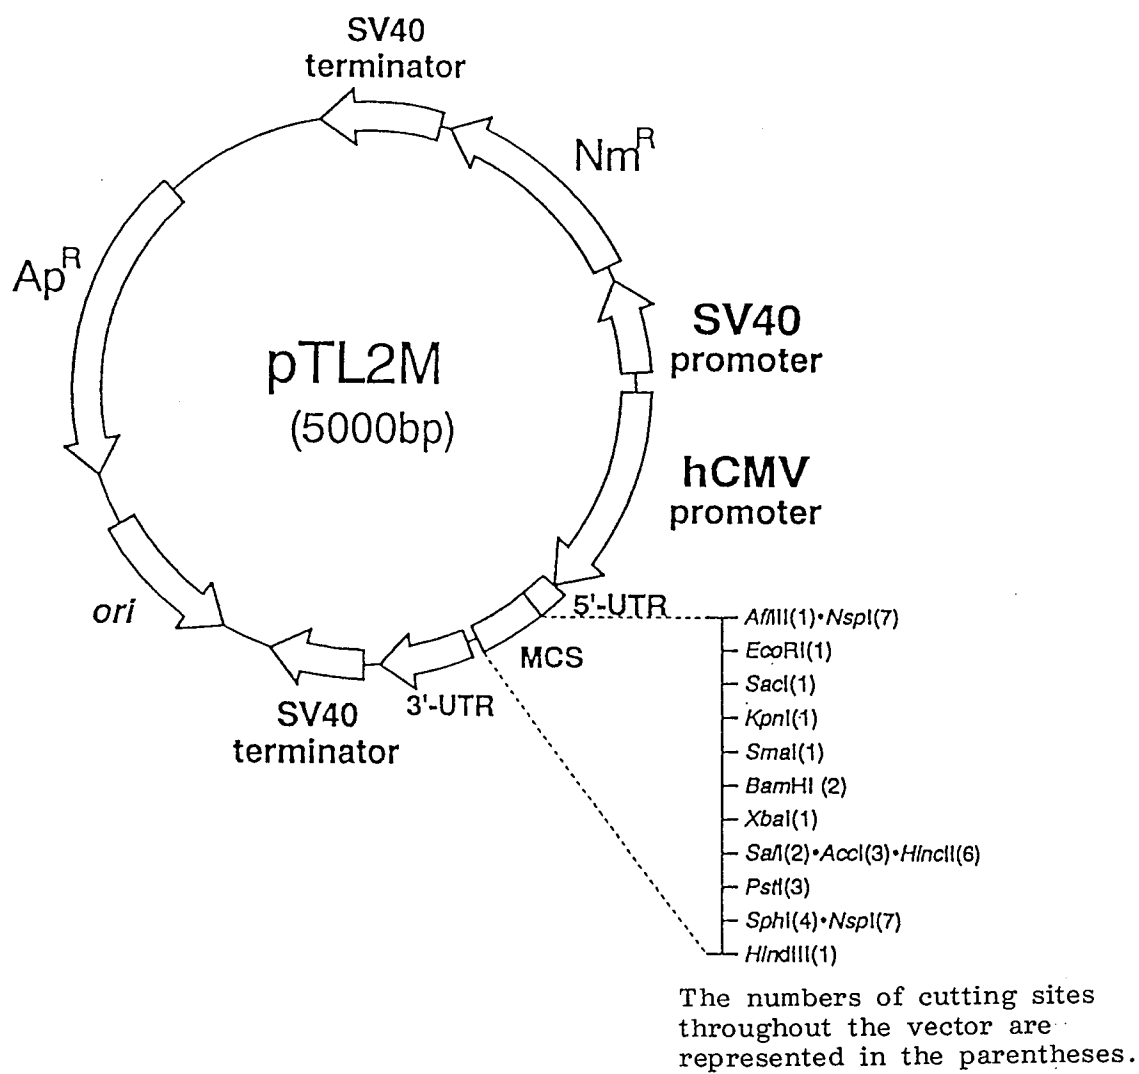 SV40
terminator
Nm^R
Ap^R
pTL2M
(5000bp)
SV40
promoter
hCMV
promoter
ori
5'-UTR
MCS
3'-UTR
SV40
terminator
AflIII(1)•NspI(7)
EcoRI(1)
SacI(1)
KpnI(1)
SmaI(1)
BamHI (2)
XbaI(1)
SalI(2)•AccI(3)•HincII(6)
PstI(3)
SphI(4)•NspI(7)
HindIII(1)
The numbers of cutting sites
throughout the vector are
represented in the parentheses.